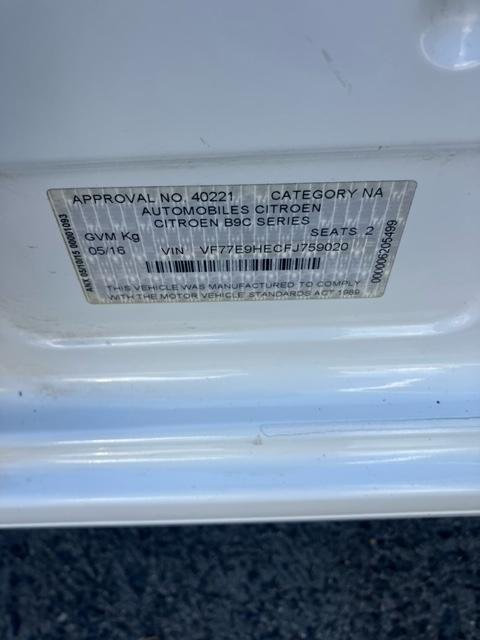 APPROVAL NO. 40221 CATEGORY NA
AUTOMOBILES CITROEN
CITROEN B9C SERIES
GVM Kg SEATS 2
05/16 VIN VF77E9HECFJ759020
THIS VEHICLE WAS MANUFACTURED TO COMPLY
WITH THE MOTOR VEHICLE STANDARDS ACT 1989
000006205499